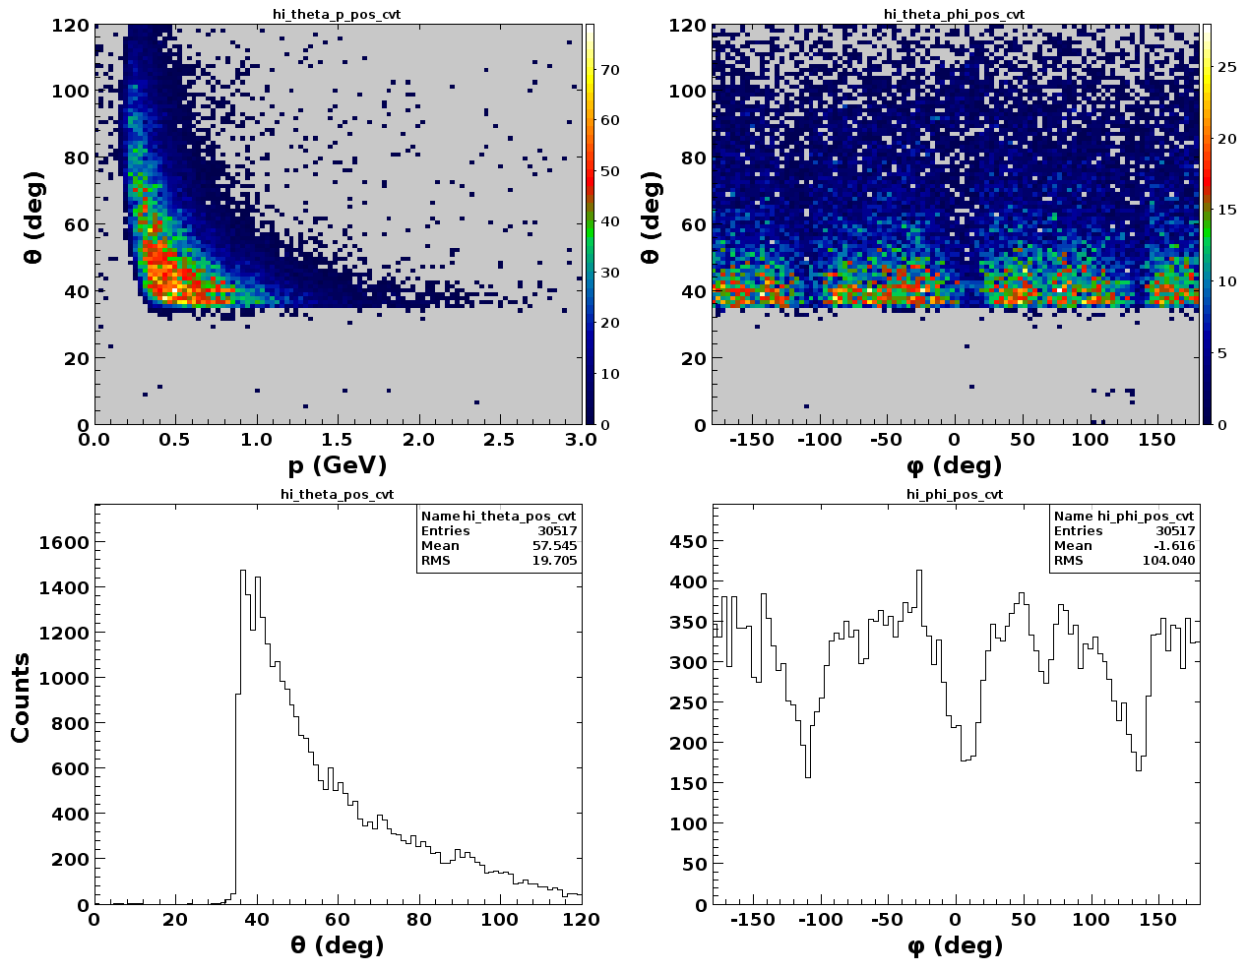 hi_theta_p_pos_cvt
120
100
80
60
40
20
0
θ (deg)
0.0 0.5 1.0 1.5 2.0 2.5 3.0
p (GeV)
70
60
50
40
30
20
10
0
hi_theta_phi_pos_cvt
120
100
80
60
40
20
0
θ (deg)
-150 -100 -50 0 50 100 150
φ (deg)
25
20
15
10
5
0
hi_theta_pos_cvt
Name hi_theta_pos_cvt
Entries 30517
Mean 57.545
RMS 19.705
1600
1400
1200
1000
800
600
400
200
0
Counts
0 20 40 60 80 100 120
θ (deg)
hi_phi_pos_cvt
Name hi_phi_pos_cvt
Entries 30517
Mean -1.616
RMS 104.040
450
400
350
300
250
200
150
100
50
0
-150 -100 -50 0 50 100 150
φ (deg)